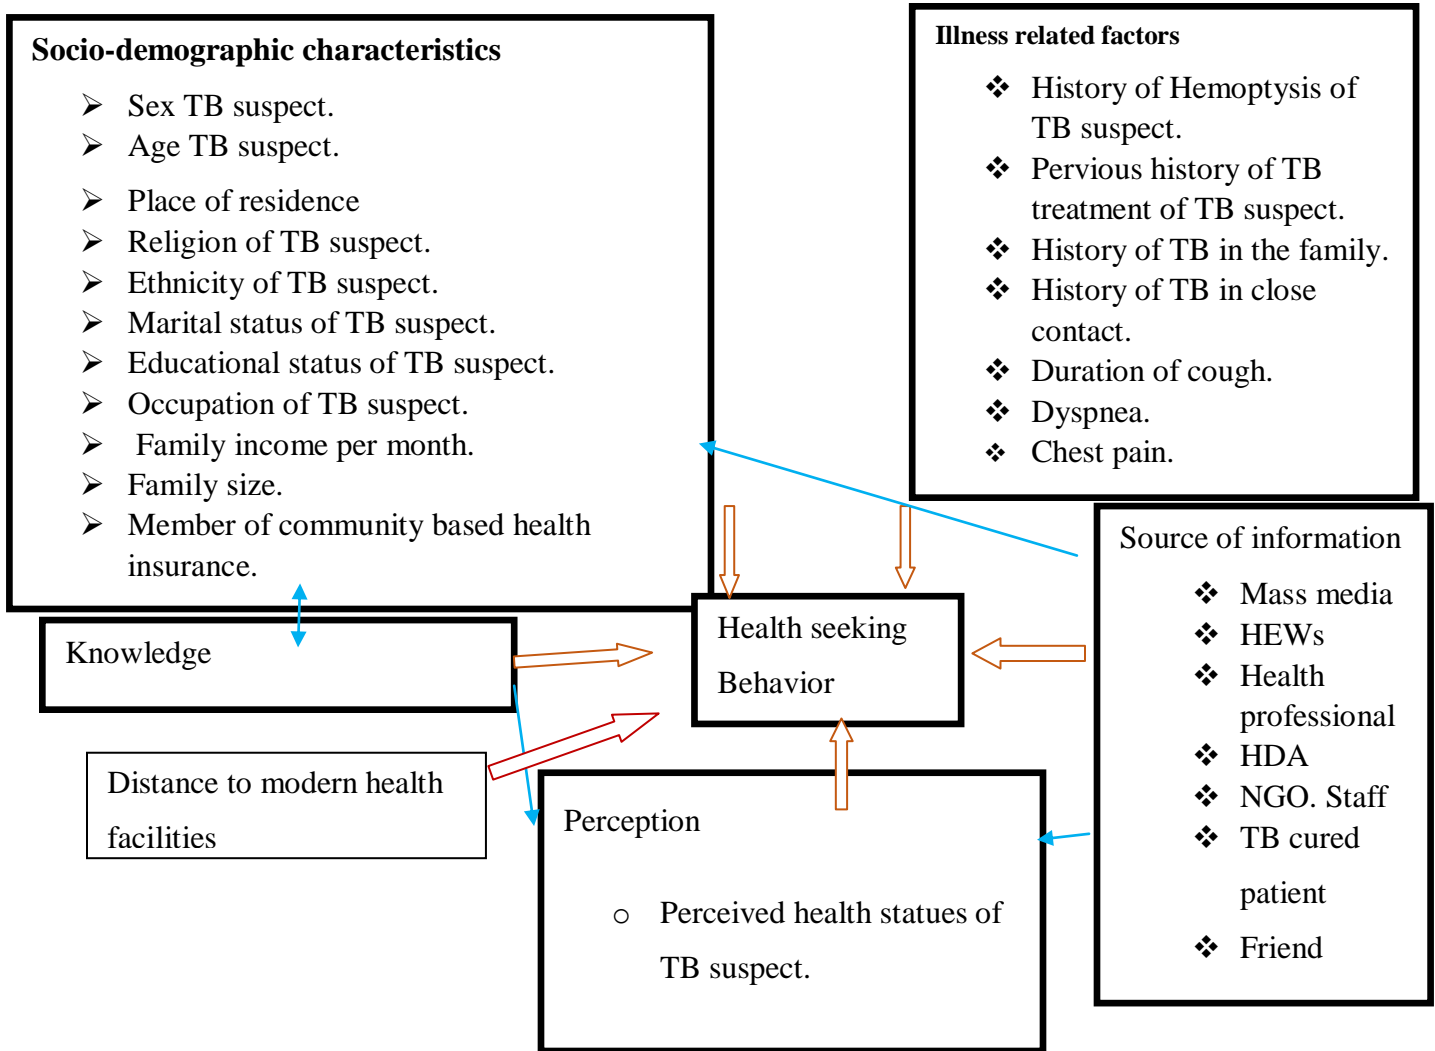 Socio-demographic characteristics
Sex TB suspect.
Age TB suspect.
Place of residence
Religion of TB suspect.
Ethnicity of TB suspect.
Marital status of TB suspect.
Educational status of TB suspect.
Occupation of TB suspect.
Family income per month.
Family size.
Member of community based health
insurance.
Illness related factors
History of Hemoptysis of
TB suspect.
Pervious history of TB
treatment of TB suspect.
History of TB in the family.
History of TB in close
contact.
Duration of cough.
Dyspnea.
Chest pain.
Knowledge
Health seeking
Behavior
Source of information
Mass media
HEWs
Health
professional
HDA
NGO. Staff
TB cured
patient
Friend
Distance to modern health
facilities
Perception
Perceived health statues of
TB suspect.